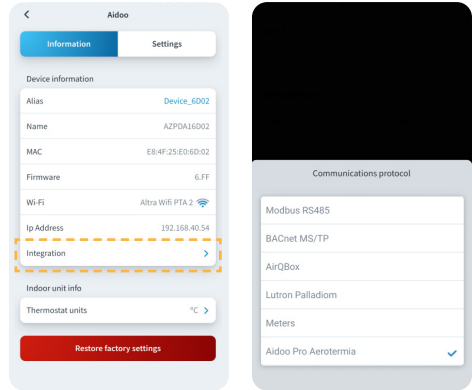 Aidoo
Information Settings
Device information
Alias Device_6D02
Name AZPDA16D02
MAC E8:4F:25:E0:6D:02
Firmware 6.FF
Wi-Fi Altra Wifi PTA 2
Ip Address 192.168.40.54
Integration
Indoor unit info
Thermostat units °C
Restore factory settings
Communications protocol
Modbus RS485
BACnet MS/TP
AirQBox
Lutron Palladiom
Meters
Aidoo Pro Aerotermia